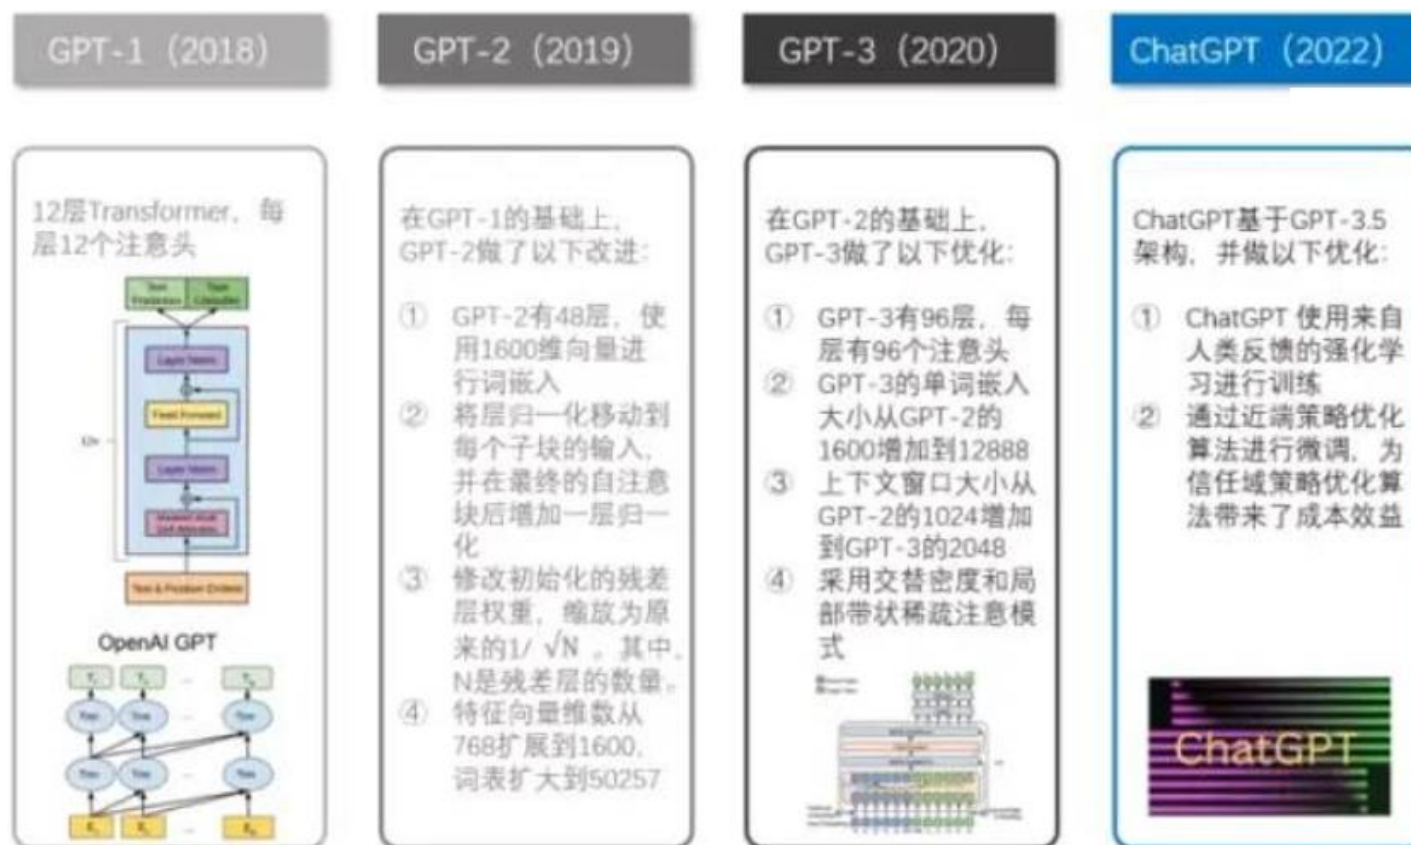 GPT-1（2018）
12层Transformer，每
层12个注意头
Layer Norm
Feed Forward
12x
Layer Norm
OpenAI GPT
GPT-2（2019）
在GPT-1的基础上，
GPT-2做了以下改进：
① GPT-2有48层，使
用1600维向量进
行词嵌入
② 将层归一化移动到
每个子块的输入，
并在最终的自注意
块后增加一层归一
化
③ 修改初始化的残差
层权重，缩放为原
来的1/ √N 。其中，
N是残差层的数量。
④ 特征向量维数从
768扩展到1600，
词表扩大到50257
GPT-3（2020）
在GPT-2的基础上，
GPT-3做了以下优化：
① GPT-3有96层，每
层有96个注意头
② GPT-3的单词嵌入
大小从GPT-2的
1600增加到12888
③ 上下文窗口大小从
GPT-2的1024增加
到GPT-3的2048
④ 采用交替密度和局
部带状稀疏注意模
式
ChatGPT（2022）
ChatGPT基于GPT-3.5
架构，并做以下优化：
① ChatGPT 使用来自
人类反馈的强化学
习进行训练
② 通过近端策略优化
算法进行微调，为
信任域策略优化算
法带来了成本效益
ChatGPT